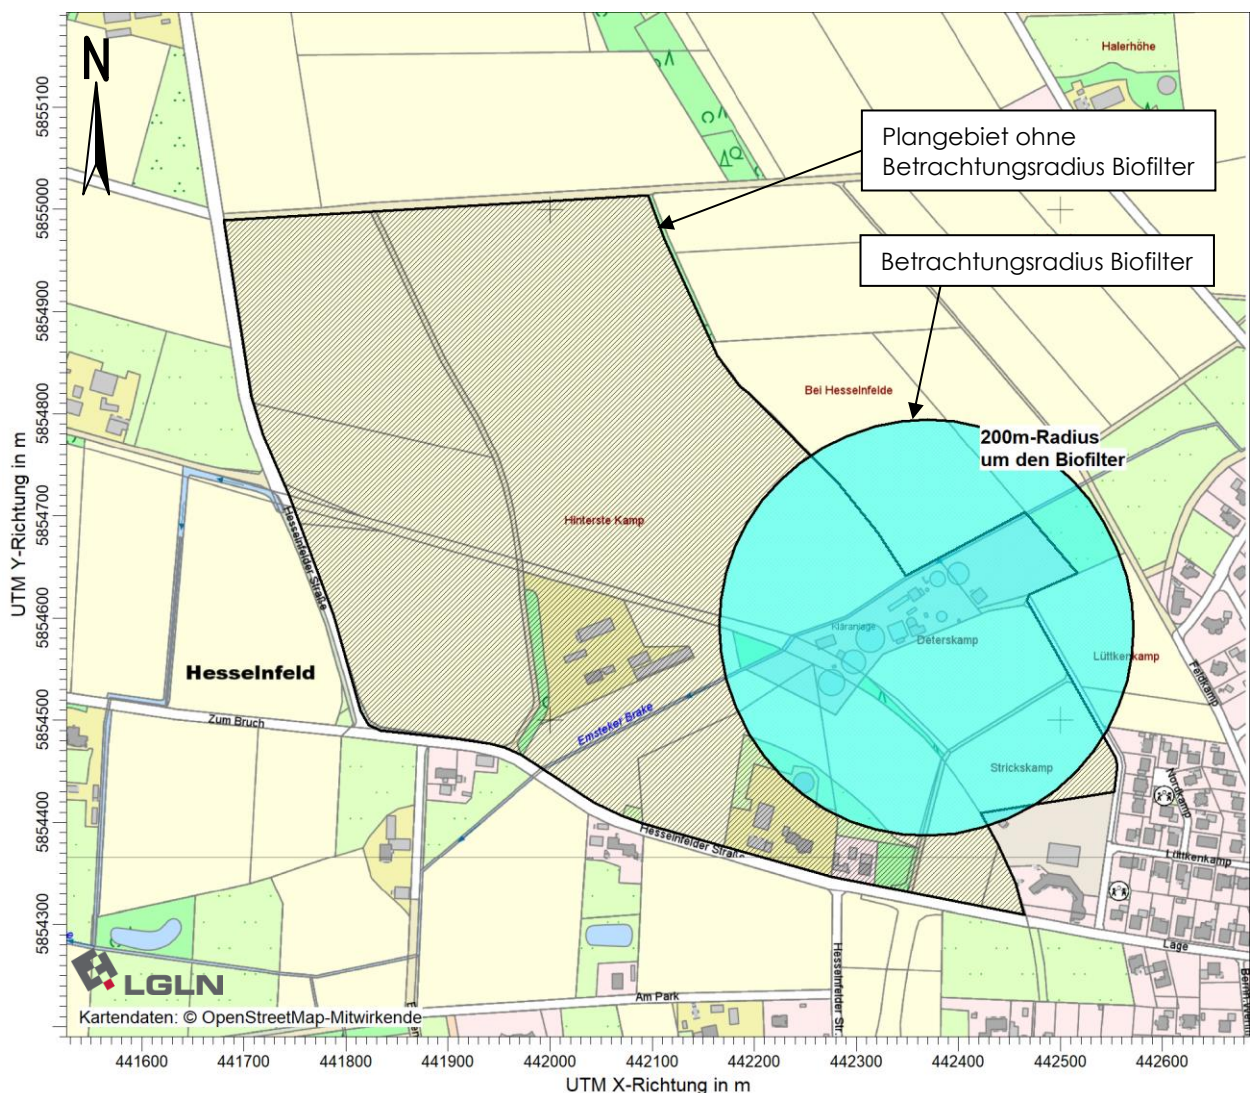 N
Halerhöhe
Plangebiet ohne
Betrachtungsradius Biofilter
Betrachtungsradius Biofilter
Bei Hesselnfelde
200m-Radius
um den Biofilter
Hinterste Kamp
Hesselnfelder Straße
Kläranlage
Deterskamp
Lüttkenkamp
Feldkamp
Hesselnfeld
Zum Bruch
Emsteker Brake
Strickskamp
Nordkamp
Hesselnfelder Straße
Lüttkenkamp
Lage
Hesselnfelder Str.
Am Park
LGLN
Kartendaten: © OpenStreetMap-Mitwirkende
UTM Y-Richtung in m
5855100
5855000
5854900
5854800
5854700
5854600
5854500
5854400
5854300
441600 441700 441800 441900 442000 442100 442200 442300 442400 442500 442600
UTM X-Richtung in m